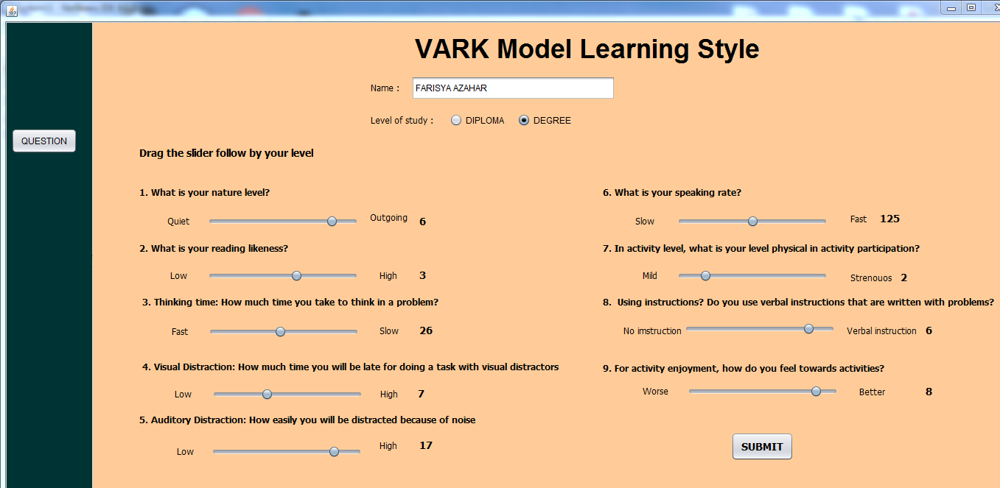 VARK Model Learning Style
Name :
FARISYA AZAHAR
Level of study :
DIPLOMA
DEGREE
QUESTION
Drag the slider follow by your level
1. What is your nature level?
Quiet
Outgoing
6
2. What is your reading likeness?
Low
High
3
3. Thinking time: How much time you take to think in a problem?
Fast
Slow
26
4. Visual Distraction: How much time you will be late for doing a task with visual distractors
Low
High
7
5. Auditory Distraction: How easily you will be distracted because of noise
Low
High
17
6. What is your speaking rate?
Slow
Fast
125
7. In activity level, what is your level physical in activity participation?
Mild
Strenouos
2
8. Using instructions? Do you use verbal instructions that are written with problems?
No imstruction
Verbal instruction
6
9. For activity enjoyment, how do you feel towards activities?
Worse
Better
8
SUBMIT